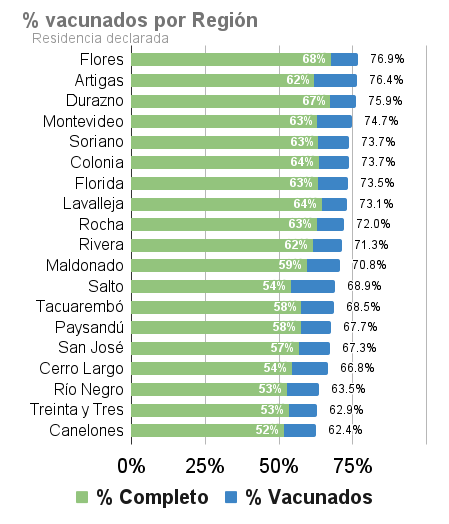 % vacunados por Región
Residencia declarada
Flores 68% 76.9%
Artigas 62% 76.4%
Durazno 67% 75.9%
Montevideo 63% 74.7%
Soriano 63% 73.7%
Colonia 64% 73.7%
Florida 63% 73.5%
Lavalleja 64% 73.1%
Rocha 63% 72.0%
Rivera 62% 71.3%
Maldonado 59% 70.8%
Salto 54% 68.9%
Tacuarembó 58% 68.5%
Paysandú 58% 67.7%
San José 57% 67.3%
Cerro Largo 54% 66.8%
Río Negro 53% 63.5%
Treinta y Tres 53% 62.9%
Canelones 52% 62.4%
0% 25% 50% 75%
% Completo % Vacunados